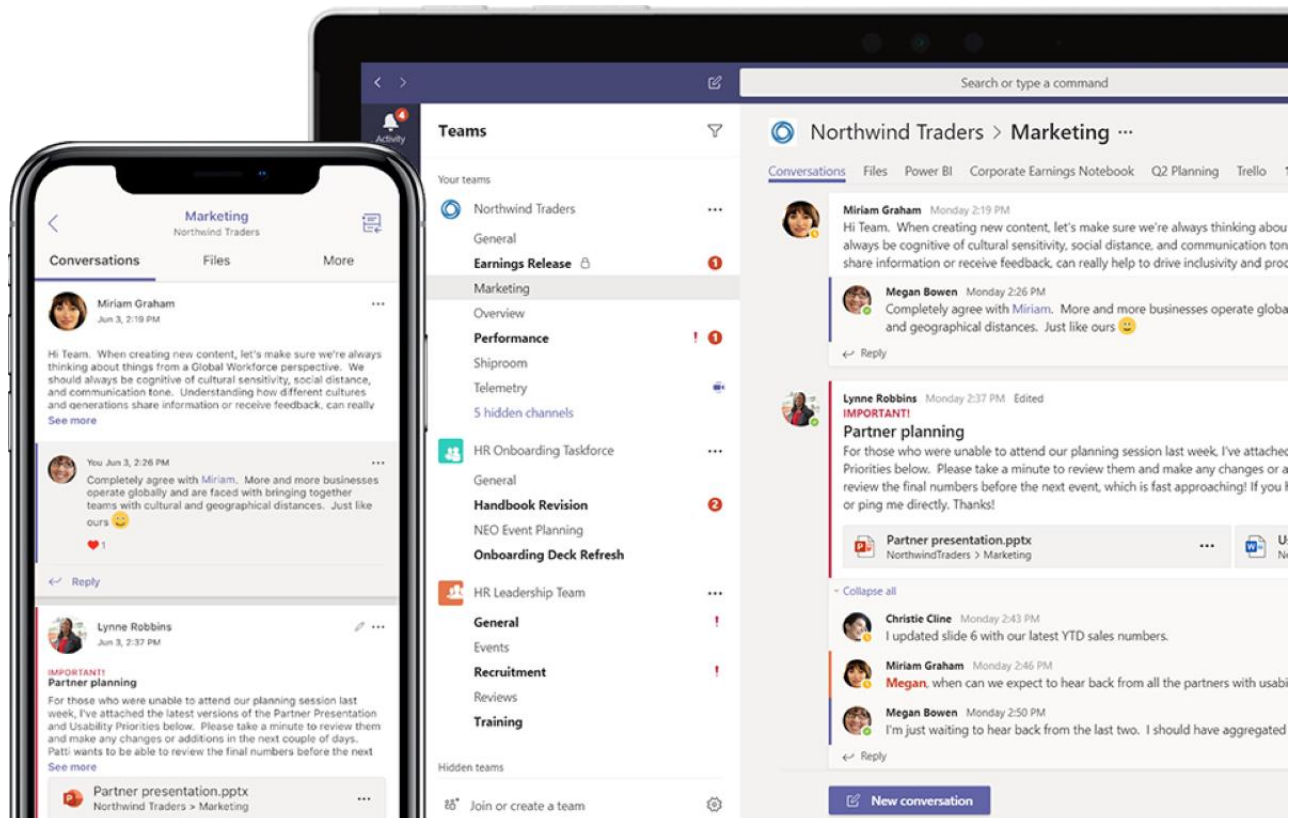 Marketing
Northwind Traders
Conversations Files More
Miriam Graham
Jun 3, 2:19 PM
Hi Team. When creating new content, let's make sure we're always
thinking about things from a Global Workforce perspective. We
should always be cognitive of cultural sensitivity, social distance,
and communication tone. Understanding how different cultures
and generations share information or receive feedback, can really
See more
You Jun 3, 2:26 PM
Completely agree with Miriam. More and more businesses
operate globally and are faced with bringing together
teams with cultural and geographical distances. Just like
ours 😀
❤ 1
Reply
Lynne Robbins
Jun 3, 2:37 PM
IMPORTANT!
Partner planning
For those who were unable to attend our planning session last
week, I've attached the latest versions of the Partner Presentation
and Usability Priorities below. Please take a minute to review them
and make any changes or additions in the next couple of days.
Patti wants to be able to review the final numbers before the next
See more
Partner presentation.pptx
Northwind Traders > Marketing
Search or type a command
4
Activity
Teams
Your teams
Northwind Traders
General
Earnings Release 1
Marketing
Overview
Performance ! 1
Shiproom
Telemetry
5 hidden channels
HR Onboarding Taskforce
General
Handbook Revision 2
NEO Event Planning
Onboarding Deck Refresh
HR Leadership Team
General !
Events
Recruitment !
Reviews
Training
Hidden teams
Join or create a team
Northwind Traders > Marketing ...
Conversations Files Power BI Corporate Earnings Notebook Q2 Planning Trello
Miriam Graham Monday 2:19 PM
Hi Team. When creating new content, let's make sure we're always thinking abou
always be cognitive of cultural sensitivity, social distance, and communication ton
share information or receive feedback, can really help to drive inclusivity and proc
Megan Bowen Monday 2:26 PM
Completely agree with Miriam. More and more businesses operate globa
and geographical distances. Just like ours 😀
Reply
Lynne Robbins Monday 2:37 PM Edited
IMPORTANT!
Partner planning
For those who were unable to attend our planning session last week, I've attached
Priorities below. Please take a minute to review them and make any changes or a
review the final numbers before the next event, which is fast approaching! If you
or ping me directly. Thanks!
Partner presentation.pptx
NorthwindTraders > Marketing
Collapse all
Christie Cline Monday 2:43 PM
I updated slide 6 with our latest YTD sales numbers.
Miriam Graham Monday 2:46 PM
Megan, when can we expect to hear back from all the partners with usabi
Megan Bowen Monday 2:50 PM
I'm just waiting to hear back from the last two. I should have aggregated
Reply
New conversation